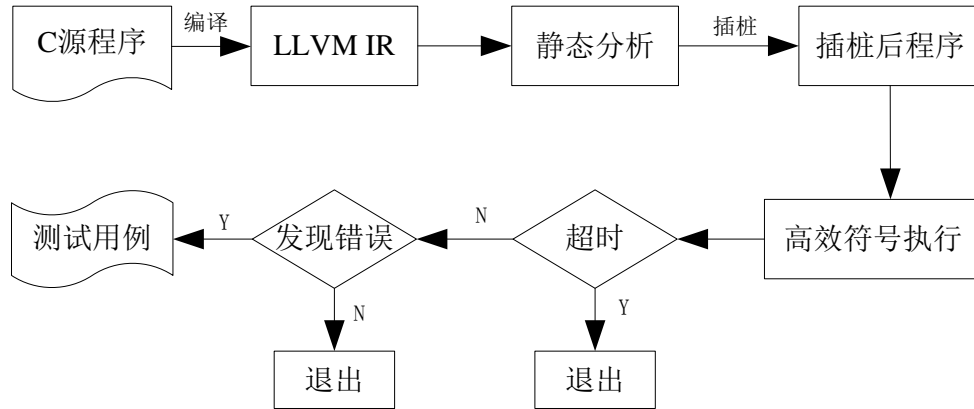 C源程序
编译
LLVM IR
静态分析
插桩
插桩后程序
测试用例
Y
发现错误
N
超时
高效符号执行
N
Y
退出
退出